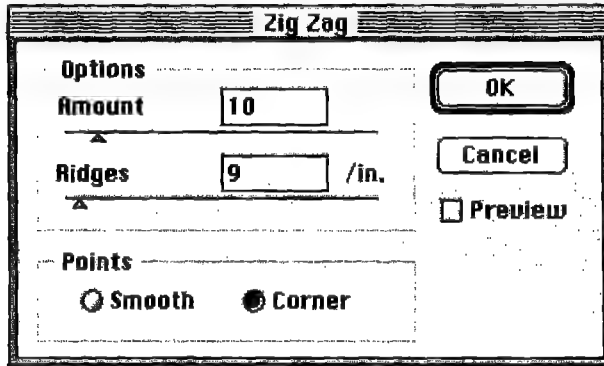 Zig Zag
Options
Amount 10
Ridges 9 /in.
Points
Smooth Corner
OK
Cancel
Preview